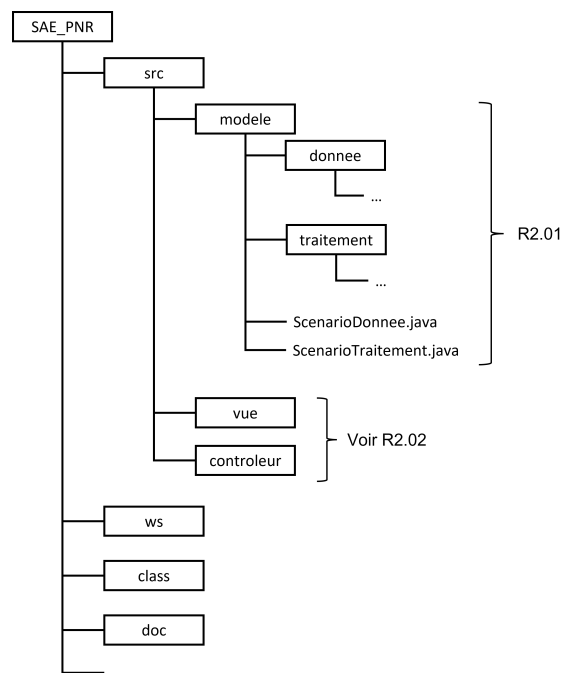 SAE_PNR
src
modele
donnee
...
traitement
...
ScenarioDonnee.java
ScenarioTraitement.java
R2.01
vue
controleur
Voir R2.02
ws
class
doc